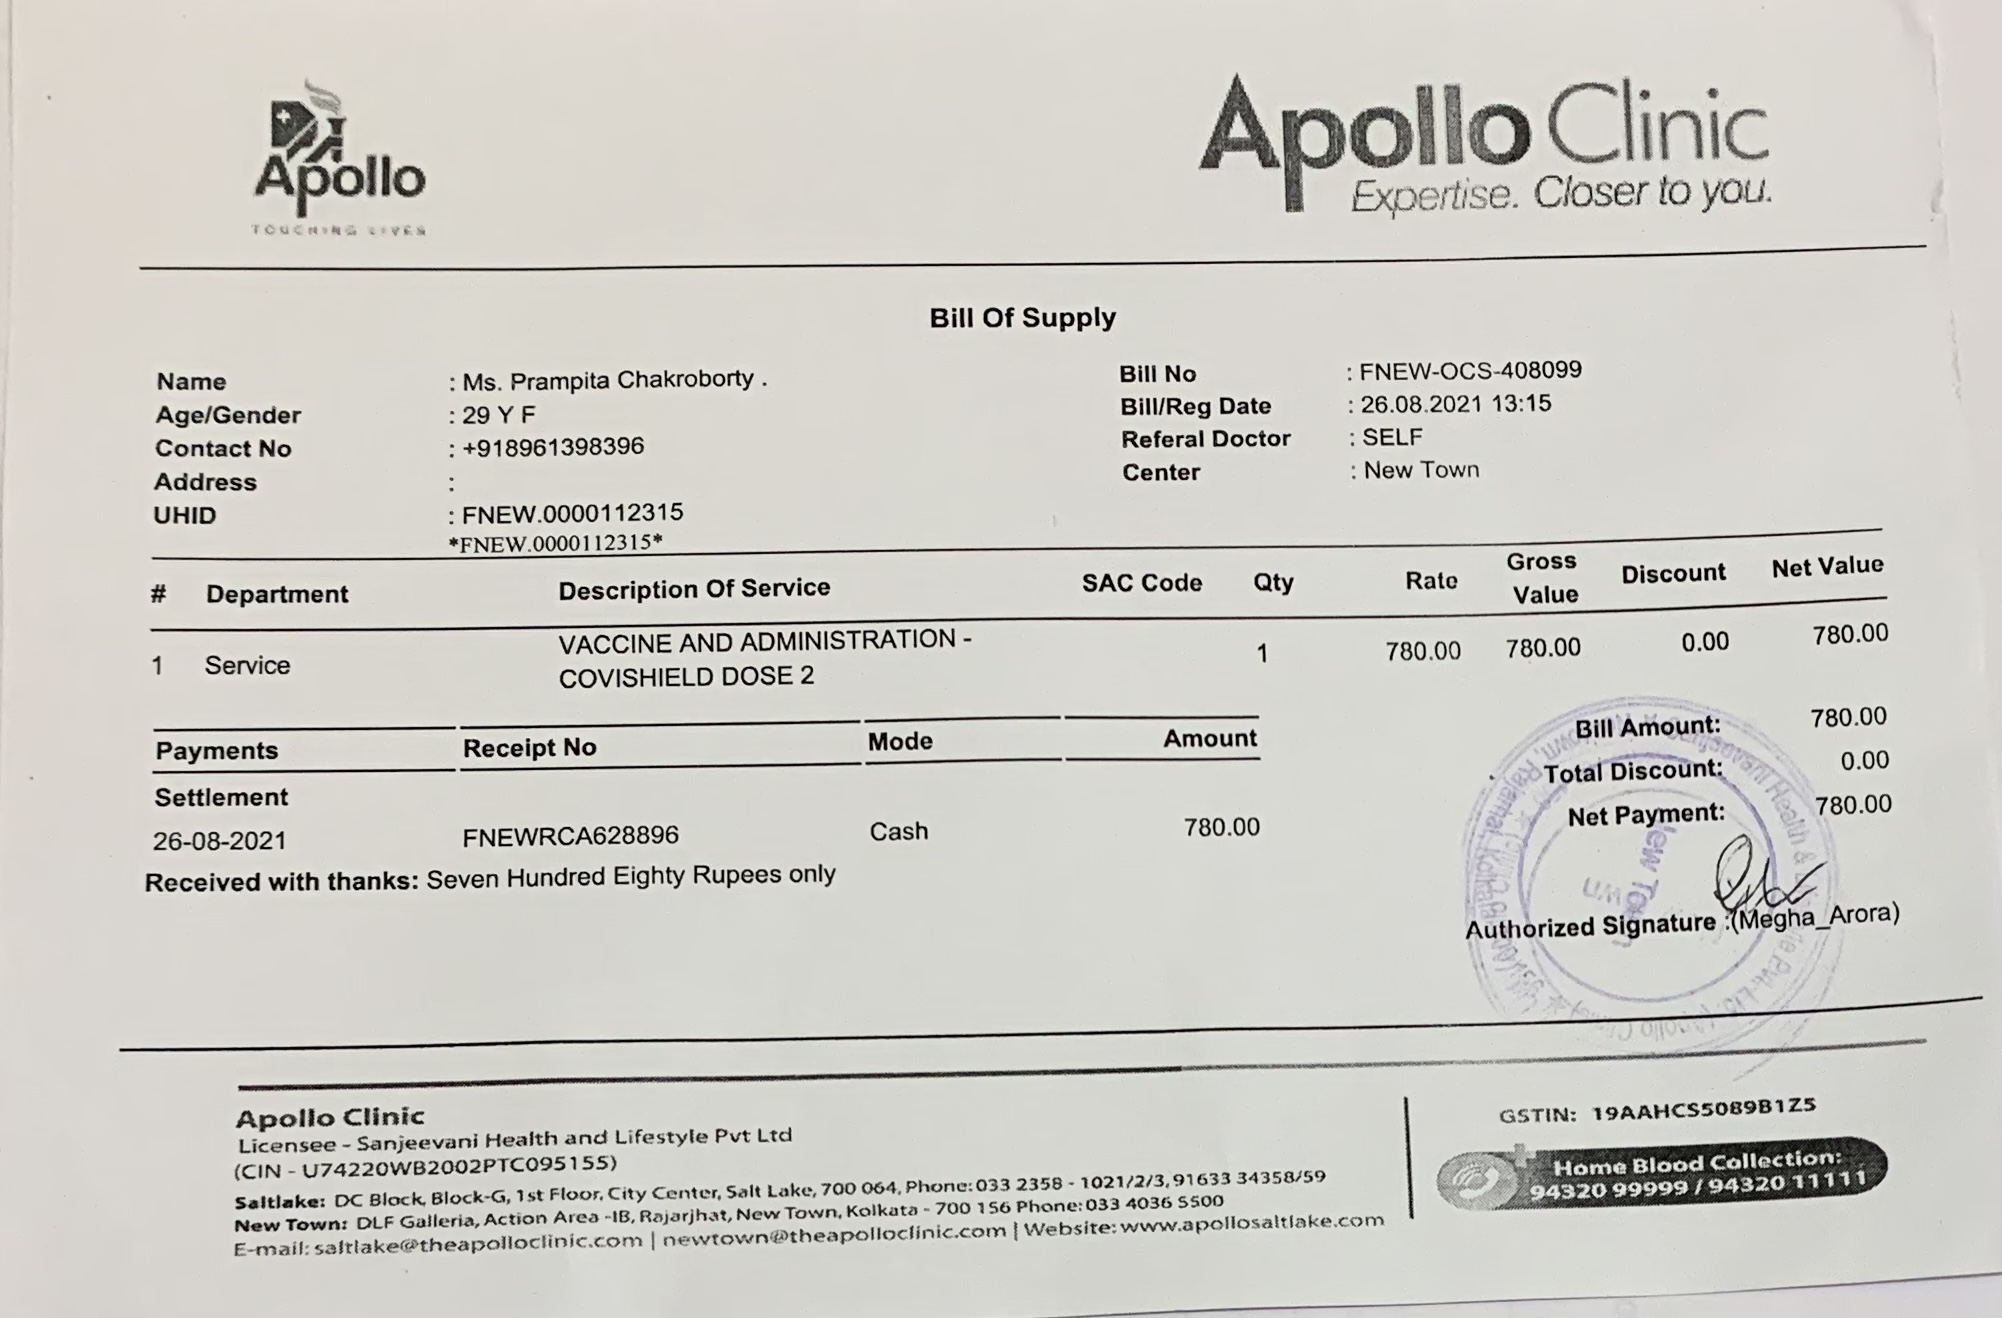 Apollo
TOUCHING LIVES
Apollo Clinic
Expertise. Closer to you.
Bill Of Supply
Name : Ms. Prampita Chakroborty .
Age/Gender : 29 Y F
Contact No : +918961398396
Address :
UHID : FNEW.0000112315
*FNEW.0000112315*
Bill No : FNEW-OCS-408099
Bill/Reg Date : 26.08.2021 13:15
Referal Doctor : SELF
Center : New Town
# Department Description Of Service SAC Code Qty Rate Gross Value Discount Net Value
1 Service VACCINE AND ADMINISTRATION - COVISHIELD DOSE 2 1 780.00 780.00 0.00 780.00
Payments Receipt No Mode Amount
Settlement
26-08-2021 FNEWRCA628896 Cash 780.00
Received with thanks: Seven Hundred Eighty Rupees only
Bill Amount: 780.00
Total Discount: 0.00
Net Payment: 780.00
New Town
Authorized Signature :(Megha_Arora)
Apollo Clinic
Licensee - Sanjeevani Health and Lifestyle Pvt Ltd
(CIN - U74220WB2002PTC095155)
Saltlake: DC Block, Block-G, 1st Floor, City Center, Salt Lake, 700 064, Phone: 033 2358 - 1021/2/3, 91633 34358/59
New Town: DLF Galleria, Action Area -IB, Rajarjhat, New Town, Kolkata - 700 156 Phone: 033 4036 5500
E-mail: saltlake@theapolloclinic.com | newtown@theapolloclinic.com | Website: www.apollosaltlake.com
GSTIN: 19AAHCS5089B1Z5
Home Blood Collection:
94320 99999 / 94320 11111